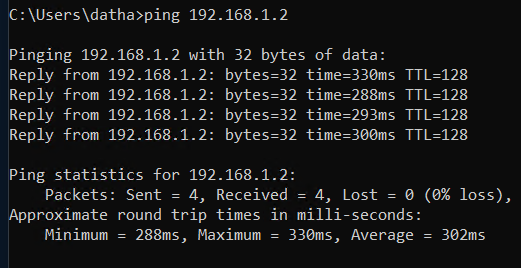 C:\Users\datha>ping 192.168.1.2
Pinging 192.168.1.2 with 32 bytes of data:
Reply from 192.168.1.2: bytes=32 time=330ms TTL=128
Reply from 192.168.1.2: bytes=32 time=288ms TTL=128
Reply from 192.168.1.2: bytes=32 time=293ms TTL=128
Reply from 192.168.1.2: bytes=32 time=300ms TTL=128
Ping statistics for 192.168.1.2:
    Packets: Sent = 4, Received = 4, Lost = 0 (0% loss),
Approximate round trip times in milli-seconds:
    Minimum = 288ms, Maximum = 330ms, Average = 302ms